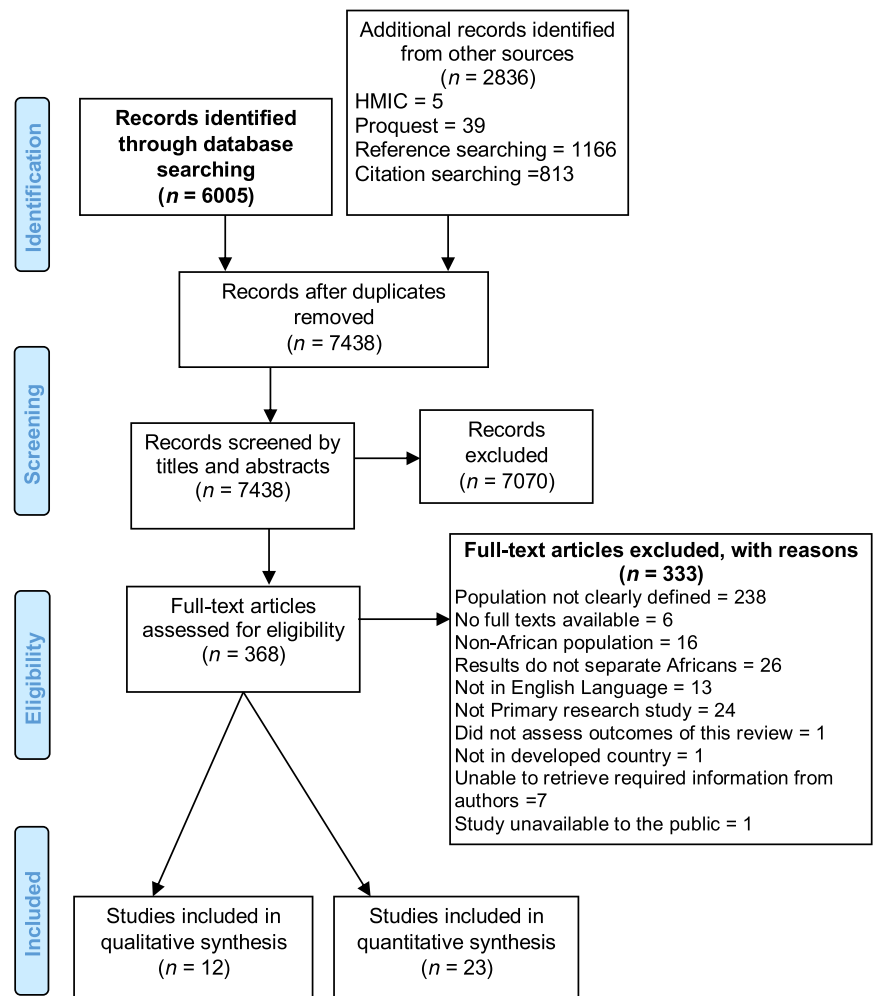 Identification
Records identified
through database
searching
(n = 6005)
Additional records identified
from other sources
(n = 2836)
HMIC = 5
Proquest = 39
Reference searching = 1166
Citation searching =813
Records after duplicates
removed
(n = 7438)
Screening
Records screened by
titles and abstracts
(n = 7438)
Records
excluded
(n = 7070)
Eligibility
Full-text articles
assessed for eligibility
(n = 368)
Full-text articles excluded, with reasons
(n = 333)
Population not clearly defined = 238
No full texts available = 6
Non-African population = 16
Results do not separate Africans = 26
Not in English Language = 13
Not Primary research study = 24
Did not assess outcomes of this review = 1
Not in developed country = 1
Unable to retrieve required information from
authors =7
Study unavailable to the public = 1
Included
Studies included in
qualitative synthesis
(n = 12)
Studies included in
quantitative synthesis
(n = 23)